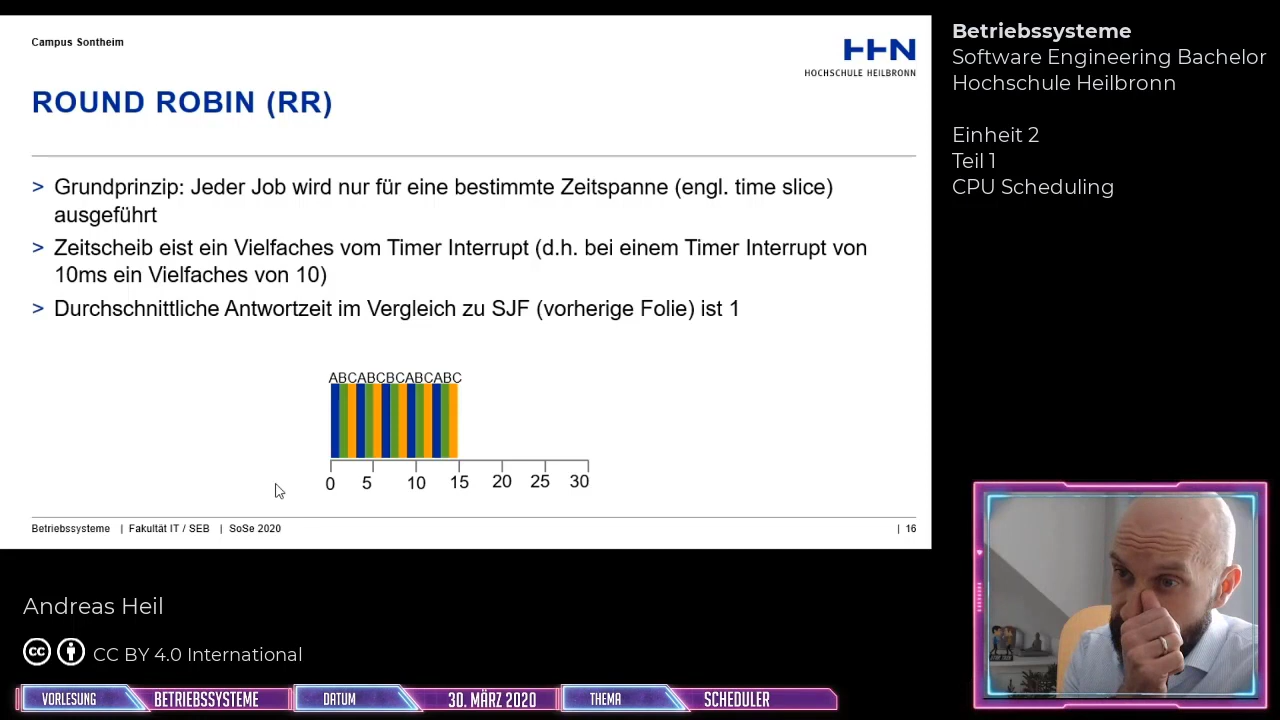 Campus Sontheim
HHN
HOCHSCHULE HEILBRONN
ROUND ROBIN (RR)
> Grundprinzip: Jeder Job wird nur für eine bestimmte Zeitspanne (engl. time slice)
ausgeführt
> Zeitscheib eist ein Vielfaches vom Timer Interrupt (d.h. bei einem Timer Interrupt von
10ms ein Vielfaches von 10)
> Durchschnittliche Antwortzeit im Vergleich zu SJF (vorherige Folie) ist 1
ABCABCBCABCABC
0 5 10 15 20 25 30
Betriebssysteme | Fakultät IT / SEB | SoSe 2020 | 16
Betriebssysteme
Software Engineering Bachelor
Hochschule Heilbronn
Einheit 2
Teil 1
CPU Scheduling
Andreas Heil
cc CC BY 4.0 International
VORLESUNG BETRIEBSSYSTEME DATUM 30. MÄRZ 2020 THEMA SCHEDULER